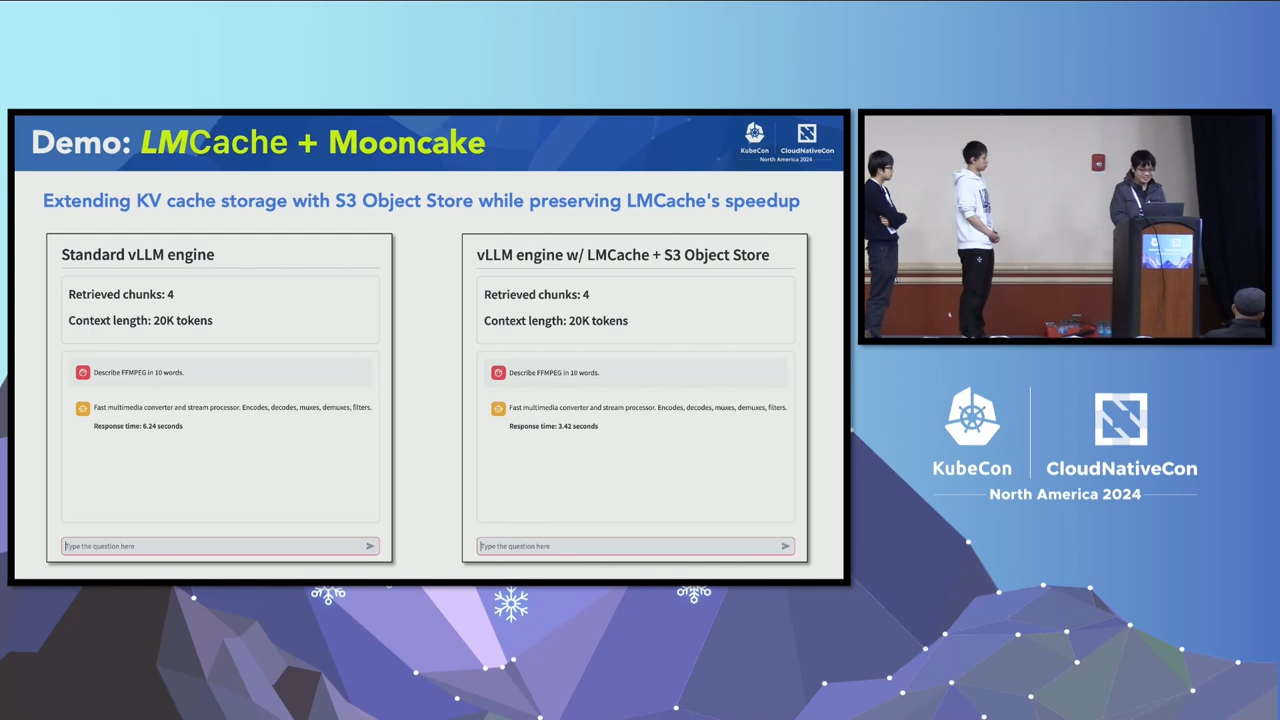 Demo: LMCache + Mooncake
KubeCon
CloudNativeCon
North America 2024
Extending KV cache storage with S3 Object Store while preserving LMCache's speedup
Standard vLLM engine
Retrieved chunks: 4
Context length: 20K tokens
Describe FFMPEG in 10 words.
Fast multimedia converter and stream processor. Encodes, decodes, muxes, demuxes, filters.
Response time: 6.24 seconds
Type the question here
vLLM engine w/ LMCache + S3 Object Store
Retrieved chunks: 4
Context length: 20K tokens
Describe FFMPEG in 10 words.
Fast multimedia converter and stream processor. Encodes, decodes, muxes, demuxes, filters.
Response time: 3.42 seconds
Type the question here
KubeCon
CloudNativeCon
North America 2024